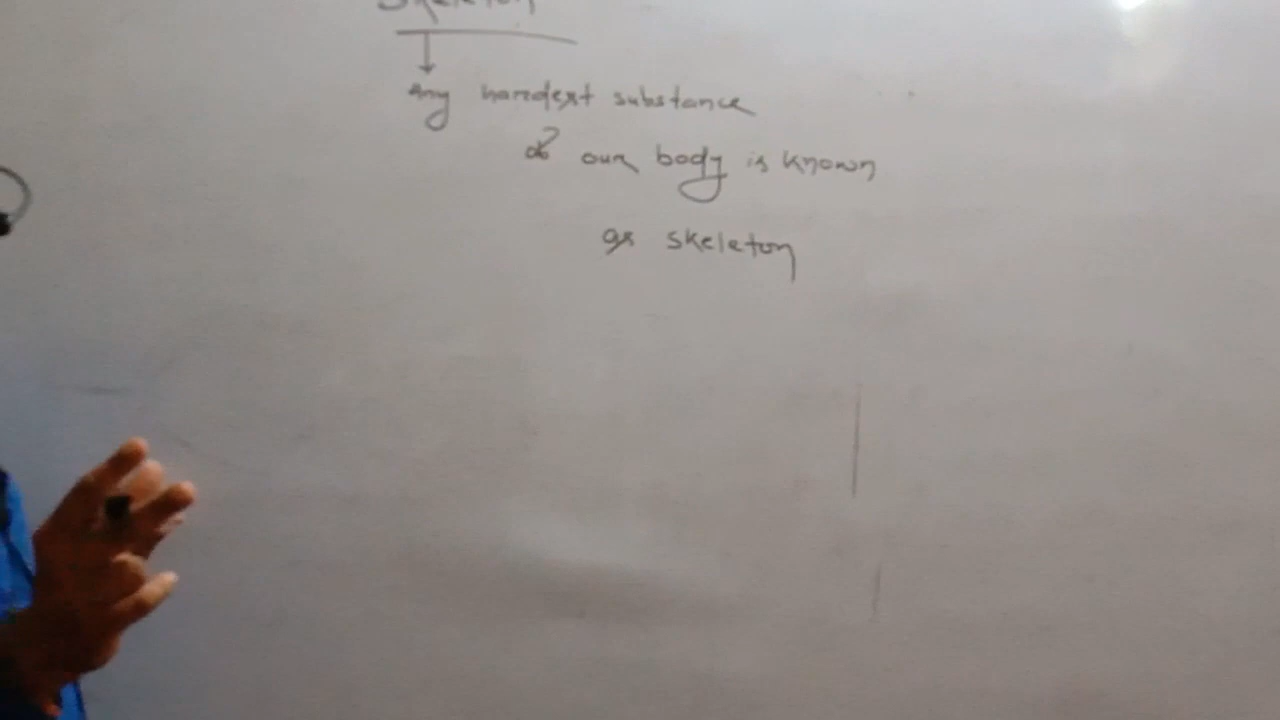 Skeleton
Any hardest substance
of our body is known
as skeleton